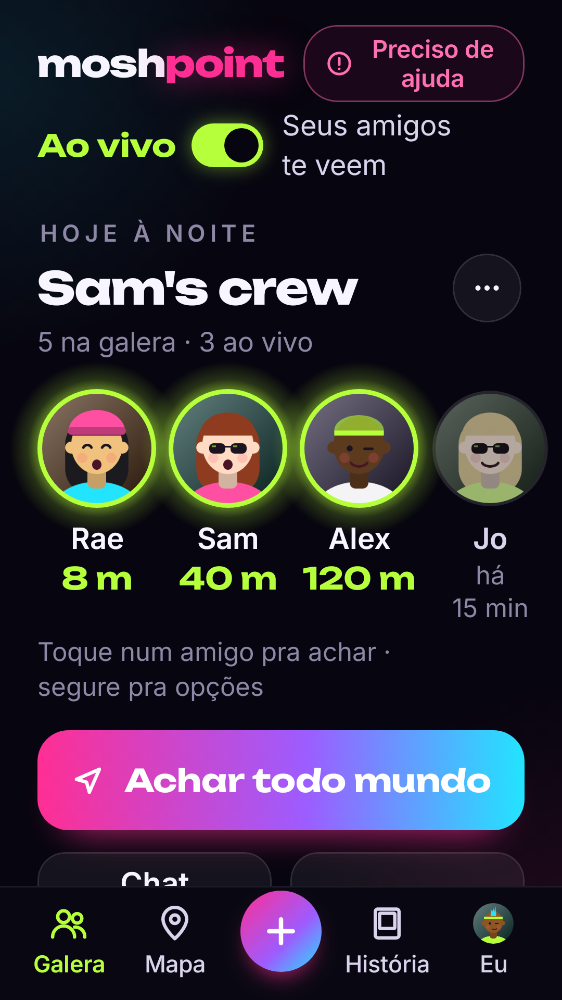 moshpoint
Preciso de
ajuda
Ao vivo
Seus amigos
te veem
HOJE À NOITE
Sam's crew
5 na galera · 3 ao vivo
Rae
8 m
Sam
40 m
Alex
120 m
Jo
há
15 min
Toque num amigo pra achar ·
segure pra opções
Achar todo mundo
Chat
Galera
Mapa
História
Eu